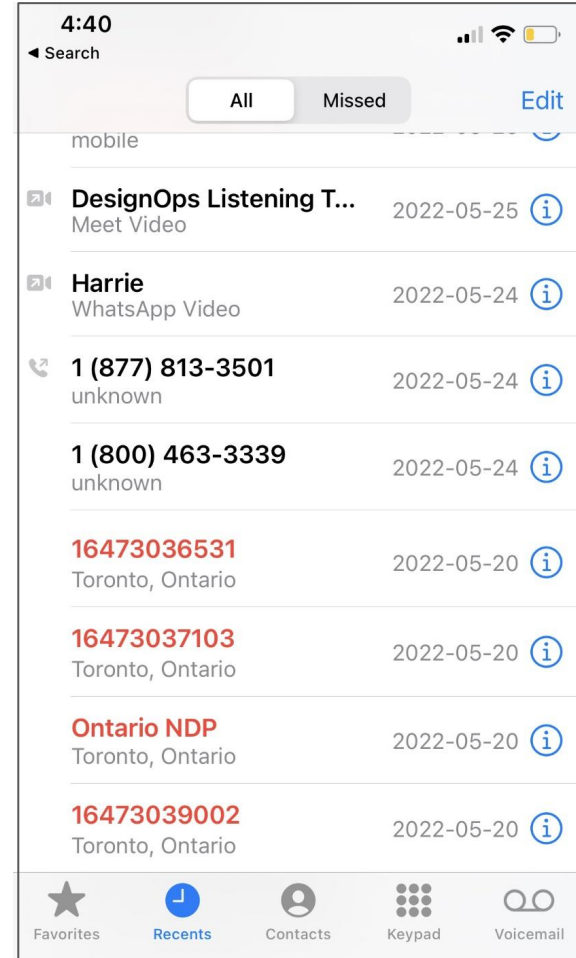 4:40
◀ Search
All
Missed
Edit
mobile
DesignOps Listening T...
2022-05-25
Meet Video
Harrie
2022-05-24
WhatsApp Video
1 (877) 813-3501
2022-05-24
unknown
1 (800) 463-3339
2022-05-24
unknown
16473036531
2022-05-20
Toronto, Ontario
16473037103
2022-05-20
Toronto, Ontario
Ontario NDP
2022-05-20
Toronto, Ontario
16473039002
2022-05-20
Toronto, Ontario
Favorites
Recents
Contacts
Keypad
Voicemail